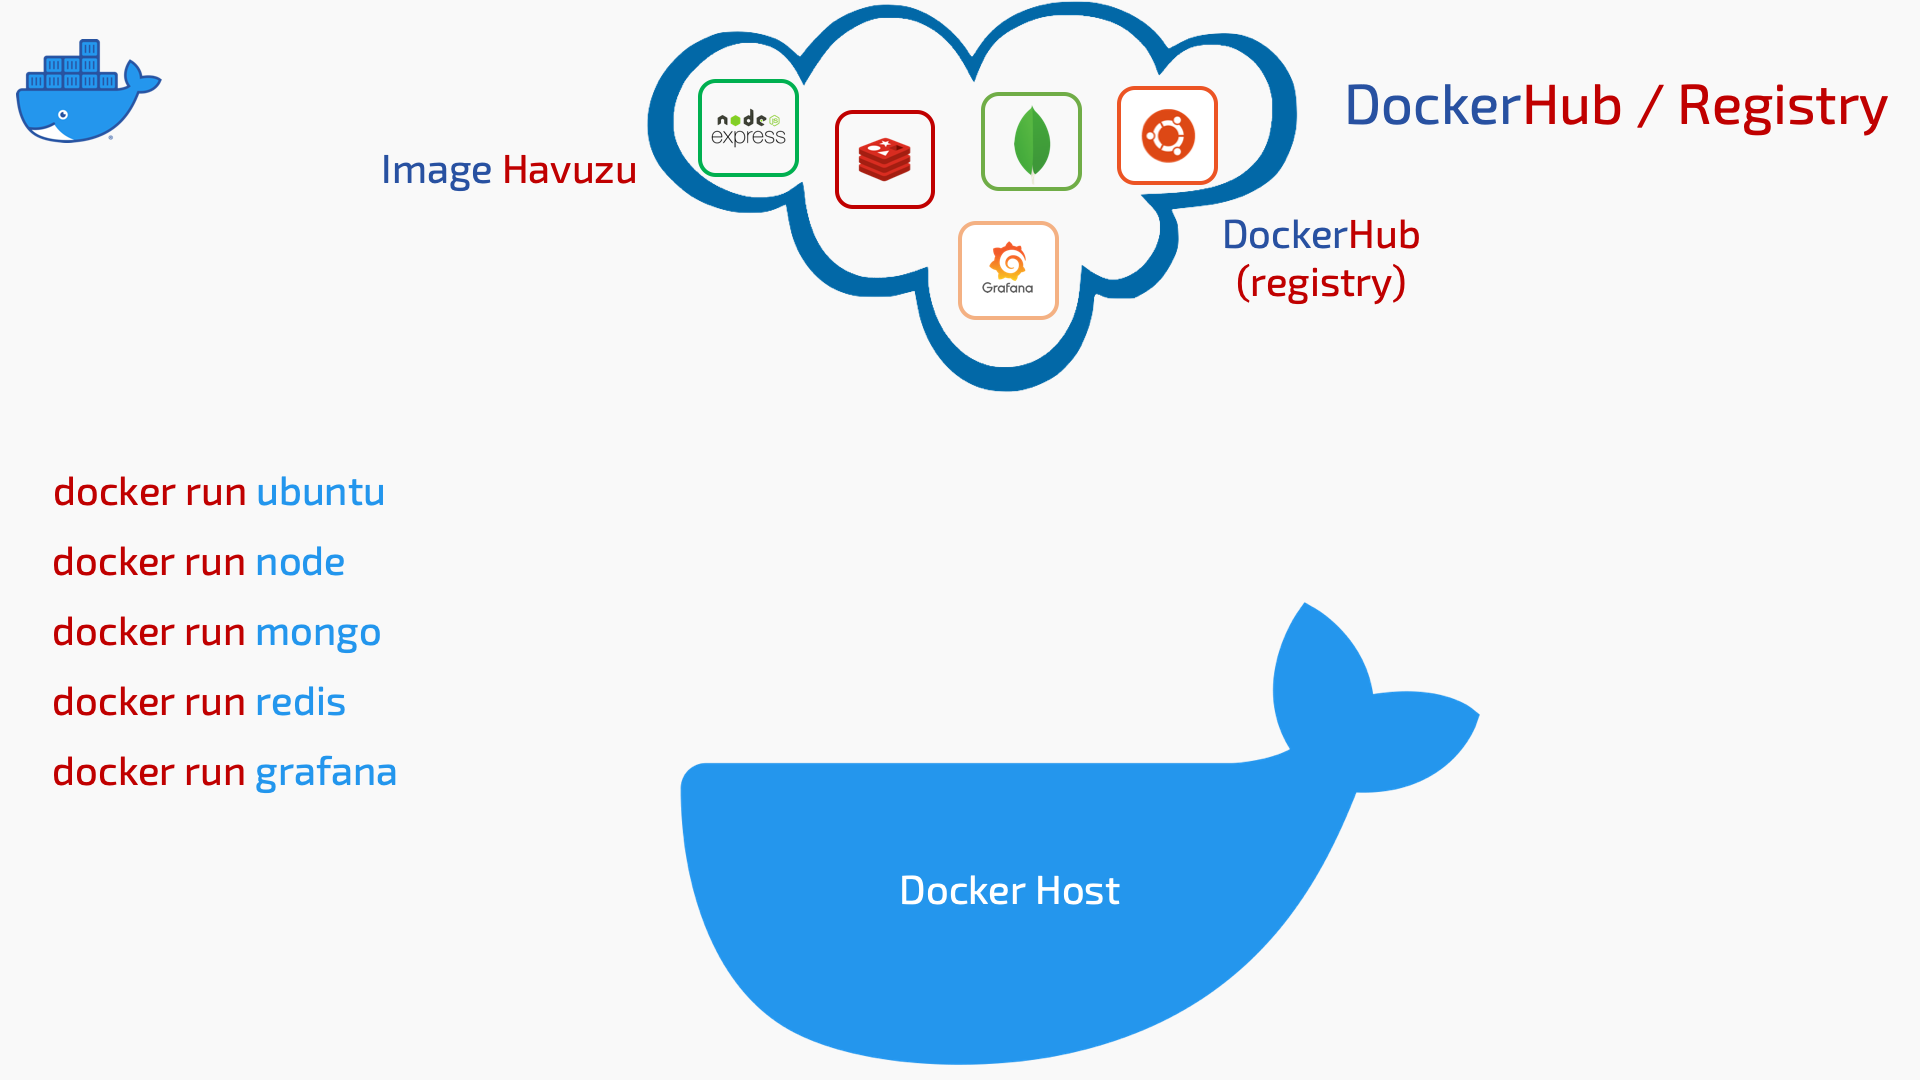 DockerHub / Registry
Image Havuzu
node
express
Grafana
DockerHub
(registry)
docker run ubuntu
docker run node
docker run mongo
docker run redis
docker run grafana
Docker Host